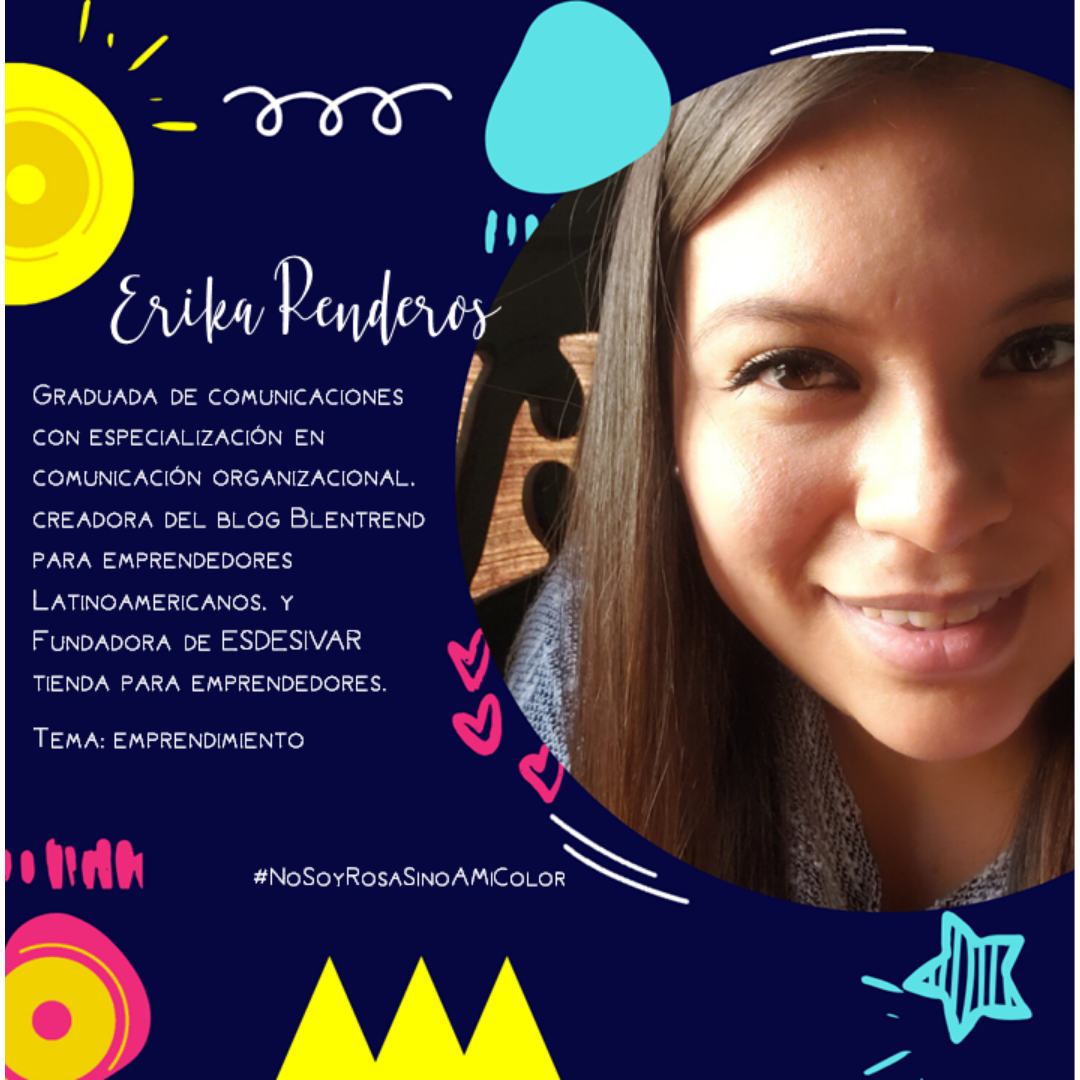 Erika Renderos
Graduada de comunicaciones
con especialización en
comunicación organizacional.
creadora del blog Blentrend
para emprendedores
Latinoamericanos. y
Fundadora de ESDESIVAR
tienda para emprendedores.
Tema: emprendimiento
#NoSoyRosaSinoAMiColor